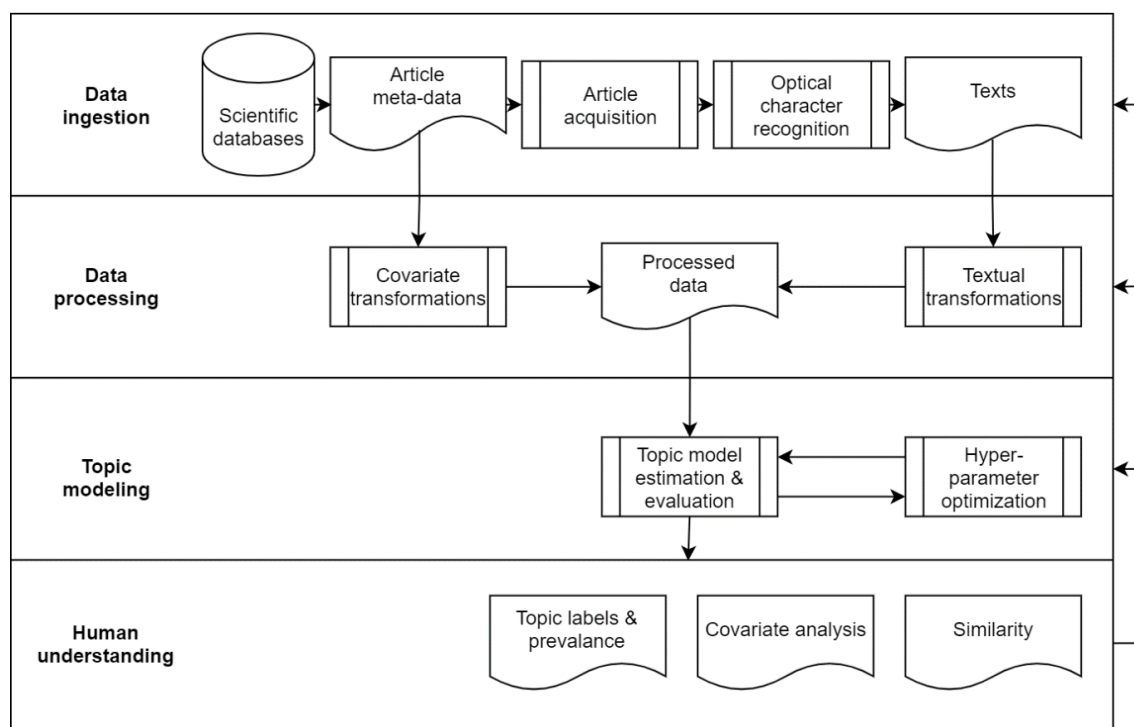 Data
ingestion
Scientific
databases
Article
meta-data
Article
acquisition
Optical
character
recognition
Texts
Data
processing
Covariate
transformations
Processed
data
Textual
transformations
Topic
modeling
Topic model
estimation &
evaluation
Hyper-
parameter
optimization
Human
understanding
Topic labels &
prevalance
Covariate analysis
Similarity